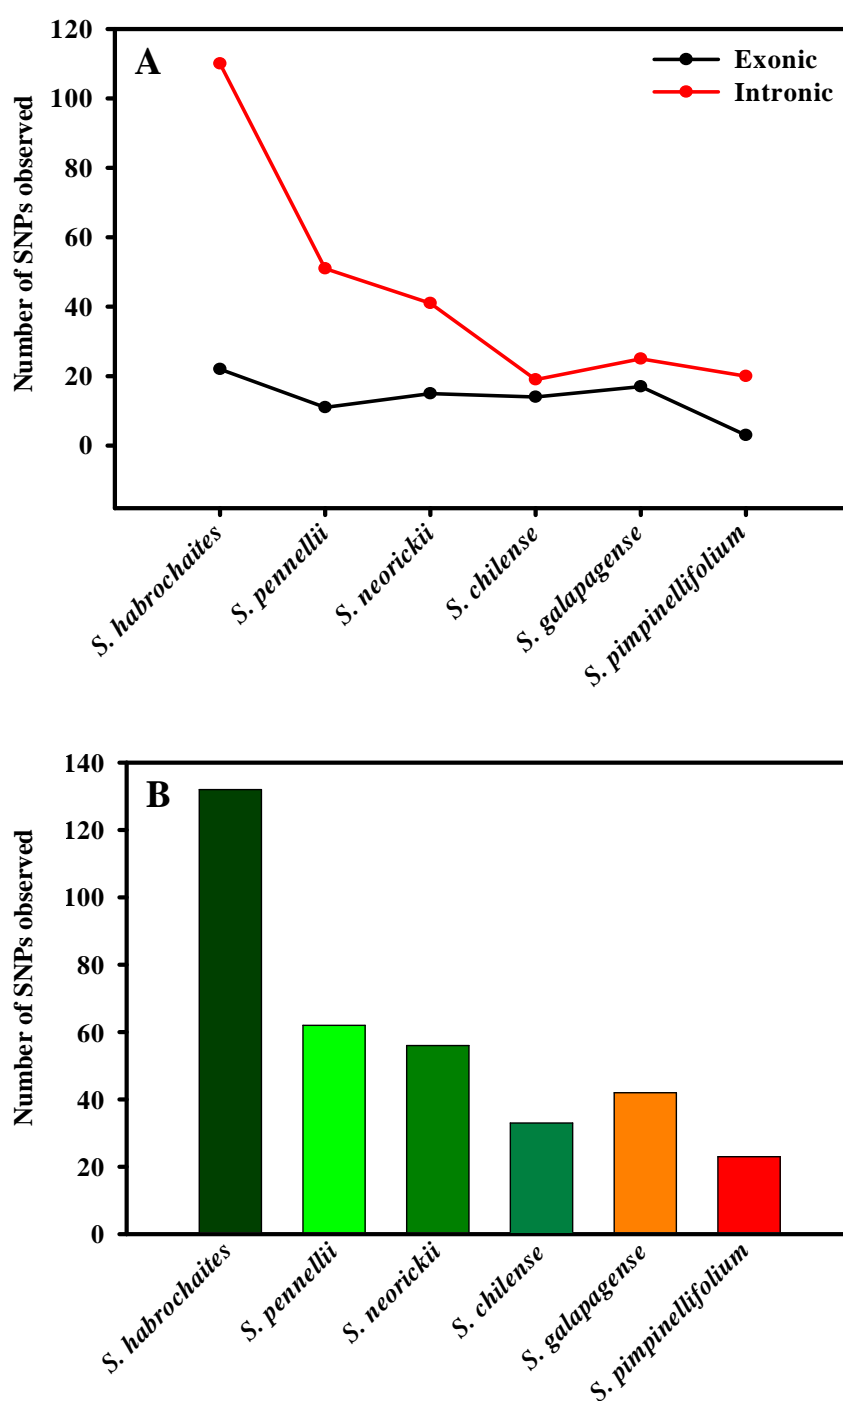 A
Exonic
Intronic
Number of SNPs observed
120
100
80
60
40
20
0
S. habrochaites
S. pennellii
S. neorickii
S. chilense
S. galapagense
S. pimpinellifolium
B
Number of SNPs observed
140
120
100
80
60
40
20
0
S. habrochaites
S. pennellii
S. neorickii
S. chilense
S. galapagense
S. pimpinellifolium